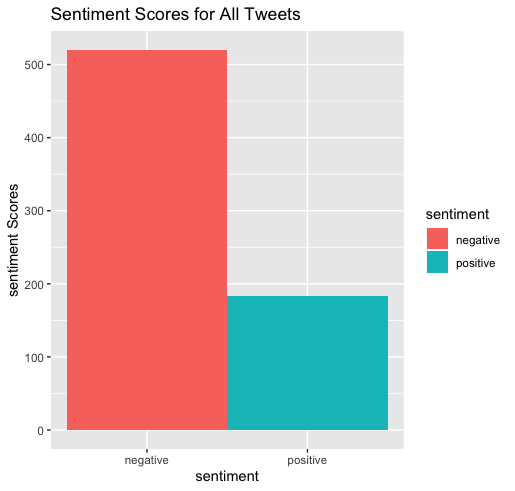 Sentiment Scores for All Tweets
sentiment Scores
500
400
300
200
100
0
negative
positive
sentiment
sentiment
negative
positive